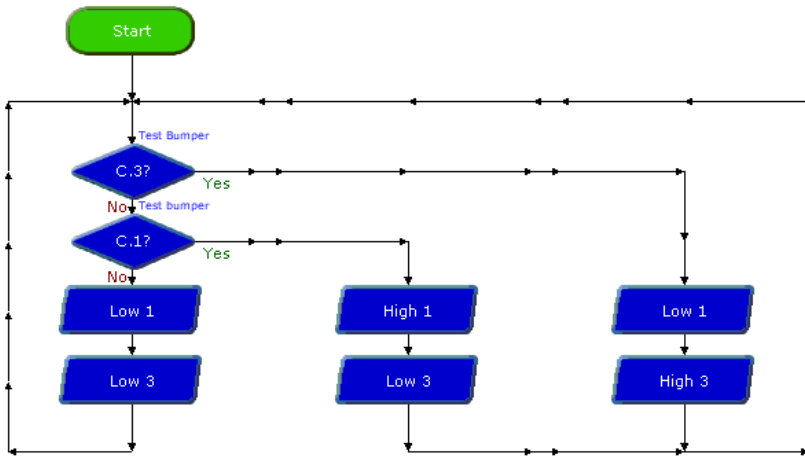 Start
Test Bumper
C.3?
Yes
No
Test bumper
C.1?
Yes
No
Low 1
High 1
Low 1
Low 3
Low 3
High 3